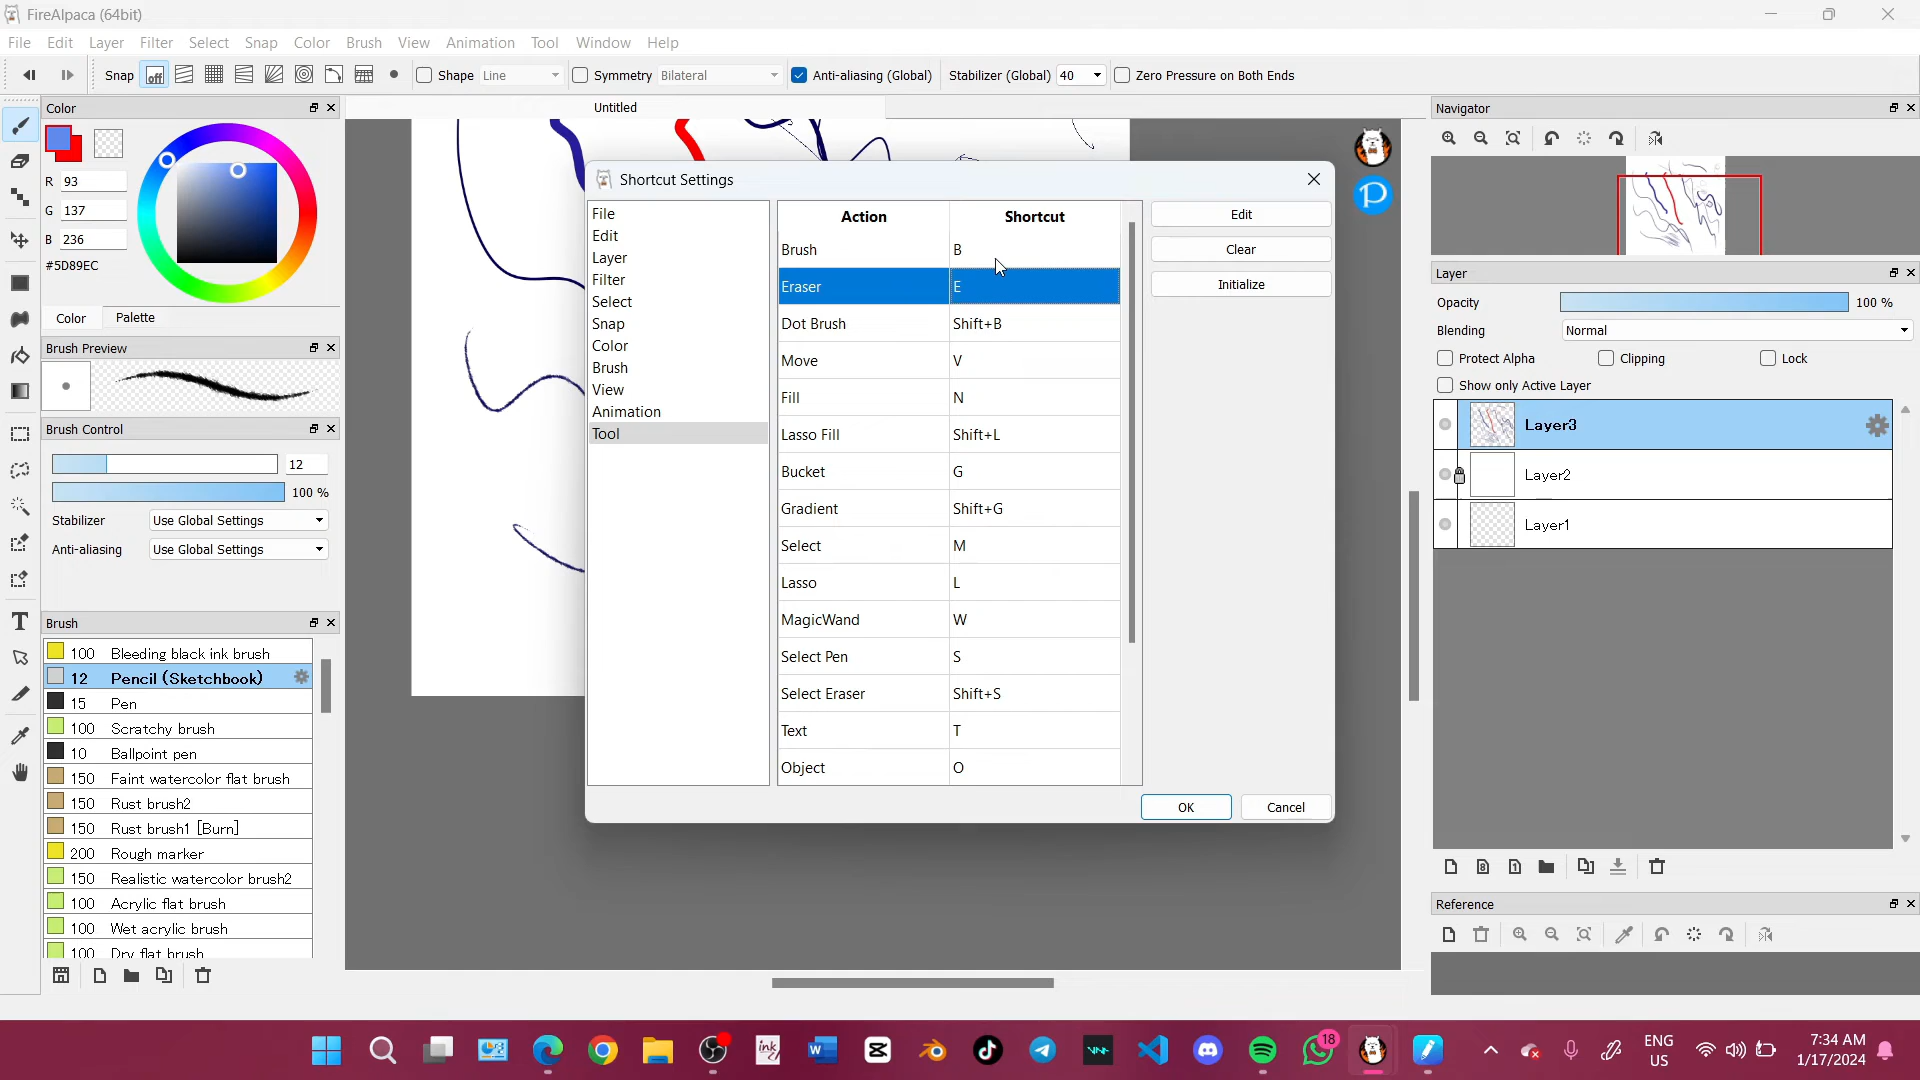 FireAlpaca (64bit)
File Edit Layer Filter Select Snap Color Brush View Animation Tool Window Help
Snap off Shape Line Symmetry Bilateral Anti-aliasing (Global) Stabilizer (Global) 40 Zero Pressure on Both Ends
Color
Untitled
Navigator
R 93
G 137
B 236
#5D89EC
Color Palette
Brush Preview
Brush Control
12
100 %
Stabilizer Use Global Settings
Anti-aliasing Use Global Settings
Brush
100 Bleeding black ink brush
12 Pencil (Sketchbook)
15 Pen
100 Scratchy brush
10 Ballpoint pen
150 Faint watercolor flat brush
150 Rust brush2
150 Rust brush1 [Burn]
200 Rough marker
150 Realistic watercolor brush2
100 Acrylic flat brush
100 Wet acrylic brush
100 Dry flat brush
Shortcut Settings
File
Edit
Layer
Filter
Select
Snap
Color
Brush
View
Animation
Tool
Action Shortcut
Brush B
Eraser E
Dot Brush Shift+B
Move V
Fill N
Lasso Fill Shift+L
Bucket G
Gradient Shift+G
Select M
Lasso L
MagicWand W
Select Pen S
Select Eraser Shift+S
Text T
Object O
Edit
Clear
Initialize
OK Cancel
Layer
Opacity 100 %
Blending Normal
Protect Alpha Clipping Lock
Show only Active Layer
Layer3
Layer2
Layer1
Reference
18
ENG
US
7:34 AM
1/17/2024